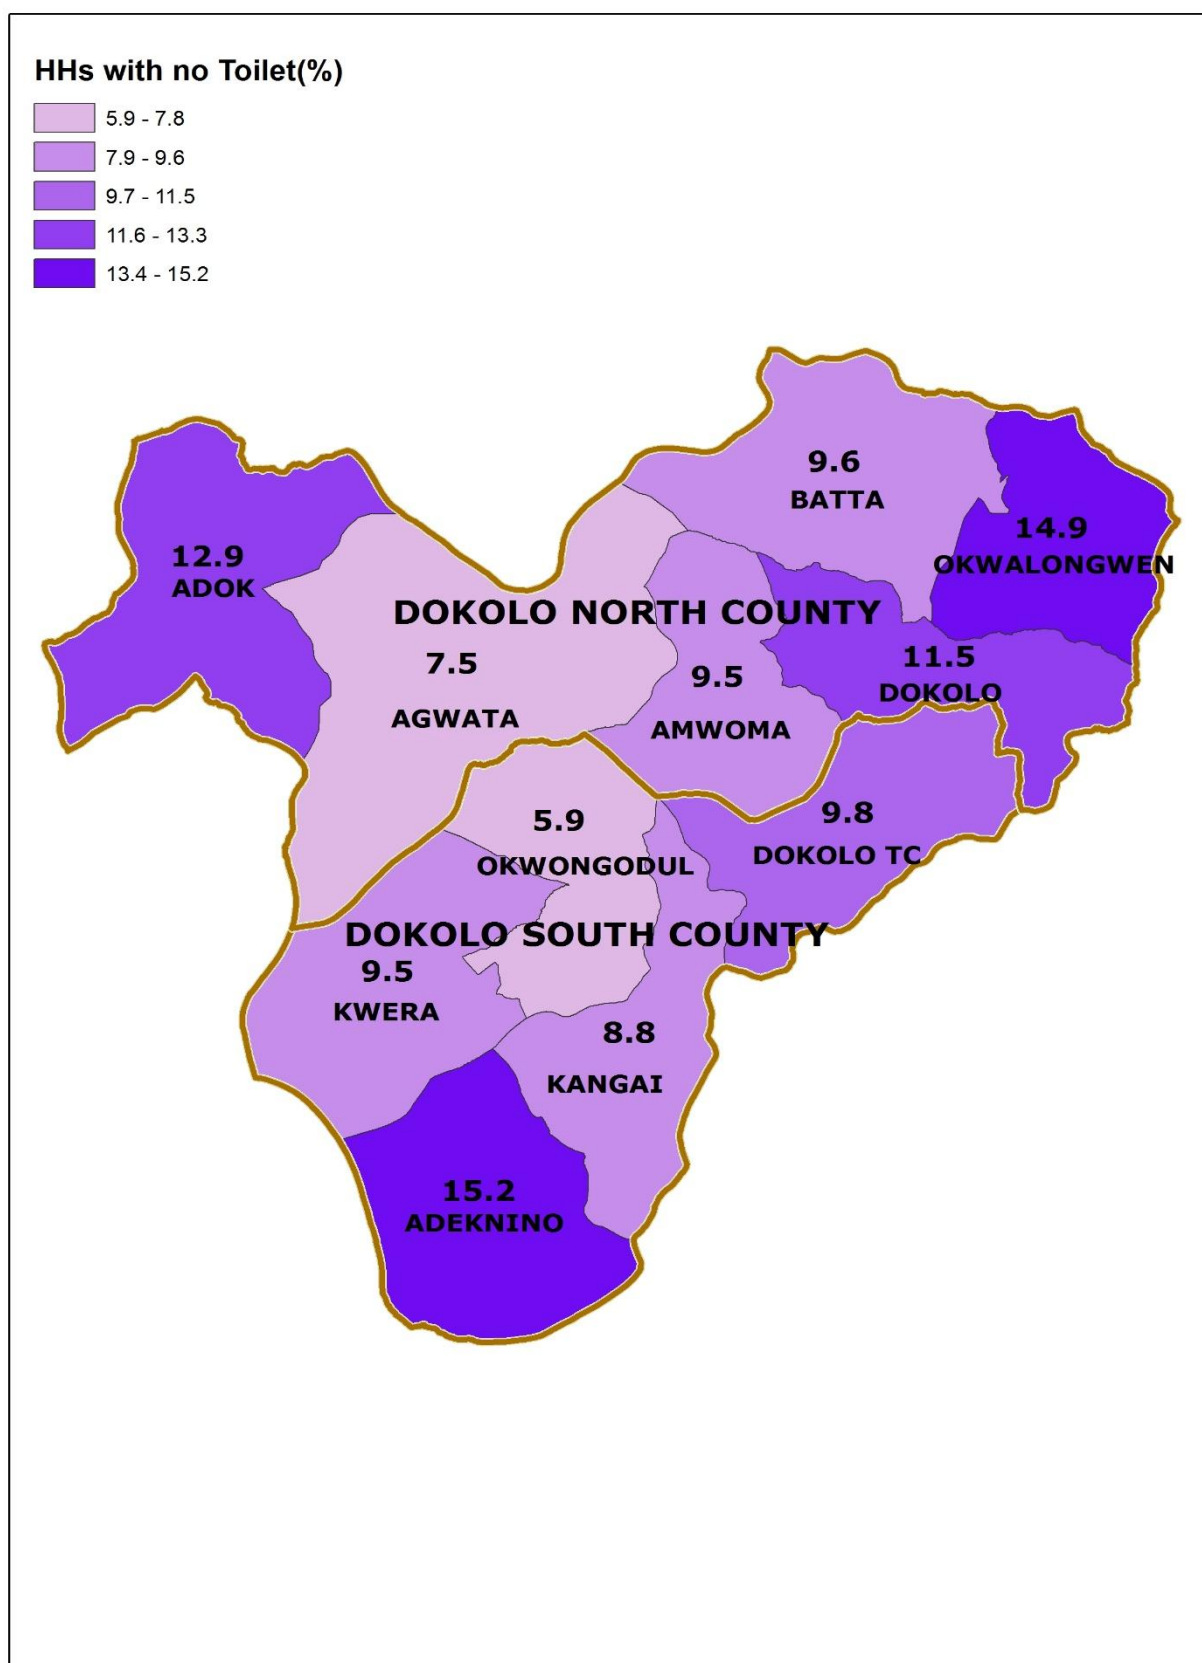 HHs with no Toilet(%)
5.9 - 7.8
7.9 - 9.6
9.7 - 11.5
11.6 - 13.3
13.4 - 15.2
9.6
BATTA
14.9
OKWALONGWEN
12.9
ADOK
DOKOLO NORTH COUNTY
7.5
AGWATA
9.5
AMWOMA
11.5
DOKOLO
5.9
OKWONGODUL
9.8
DOKOLO TC
DOKOLO SOUTH COUNTY
9.5
KWERA
8.8
KANGAI
15.2
ADEKNINO